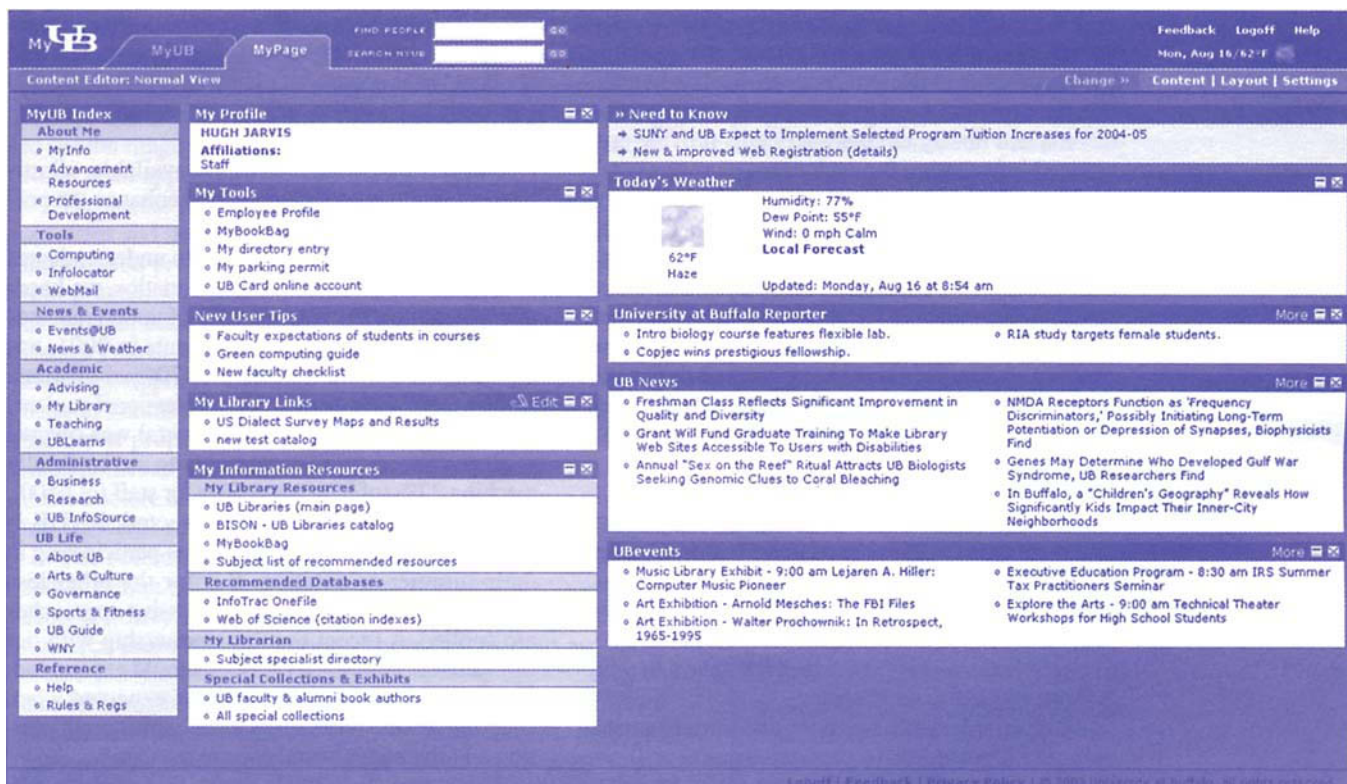 My UB
MyUB
MyPage
FIND PEOPLE
GO
SEARCH MYUB
GO
Feedback Logoff Help
Mon, Aug 16/62°F
Content Editor: Normal View
Change » Content | Layout | Settings
MyUB Index
About Me
MyInfo
Advancement
Resources
Professional
Development
Tools
Computing
Infolocator
WebMail
News & Events
Events@UB
News & Weather
Academic
Advising
My Library
Teaching
UBLearns
Administrative
Business
Research
UB InfoSource
UB Life
About UB
Arts & Culture
Governance
Sports & Fitness
UB Guide
WNY
Reference
Help
Rules & Regs
My Profile
HUGH JARVIS
Affiliations:
Staff
My Tools
Employee Profile
MyBookBag
My directory entry
My parking permit
UB Card online account
New User Tips
Faculty expectations of students in courses
Green computing guide
New faculty checklist
My Library Links Edit
US Dialect Survey Maps and Results
new test catalog
My Information Resources
My Library Resources
UB Libraries (main page)
BISON - UB Libraries catalog
MyBookBag
Subject list of recommended resources
Recommended Databases
InfoTrac OneFile
Web of Science (citation indexes)
My Librarian
Subject specialist directory
Special Collections & Exhibits
UB faculty & alumni book authors
All special collections
» Need to Know
SUNY and UB Expect to Implement Selected Program Tuition Increases for 2004-05
New & improved Web Registration (details)
Today's Weather
62°F
Haze
Humidity: 77%
Dew Point: 55°F
Wind: 0 mph Calm
Local Forecast
Updated: Monday, Aug 16 at 8:54 am
University at Buffalo Reporter More
Intro biology course features flexible lab.
Copjec wins prestigious fellowship.
RIA study targets female students.
UB News More
Freshman Class Reflects Significant Improvement in
Quality and Diversity
Grant Will Fund Graduate Training To Make Library
Web Sites Accessible To Users with Disabilities
Annual "Sex on the Reef" Ritual Attracts UB Biologists
Seeking Genomic Clues to Coral Bleaching
NMDA Receptors Function as 'Frequency
Discriminators,' Possibly Initiating Long-Term
Potentiation or Depression of Synapses, Biophysicists
Find
Genes May Determine Who Developed Gulf War
Syndrome, UB Researchers Find
In Buffalo, a "Children's Geography" Reveals How
Significantly Kids Impact Their Inner-City
Neighborhoods
UBevents More
Music Library Exhibit - 9:00 am Lejaren A. Hiller:
Computer Music Pioneer
Art Exhibition - Arnold Mesches: The FBI Files
Art Exhibition - Walter Prochownik: In Retrospect,
1965-1995
Executive Education Program - 8:30 am IRS Summer
Tax Practitioners Seminar
Explore the Arts - 9:00 am Technical Theater
Workshops for High School Students
Logoff | Feedback | Privacy Policy | © 2003 University at Buffalo, all rights reserved